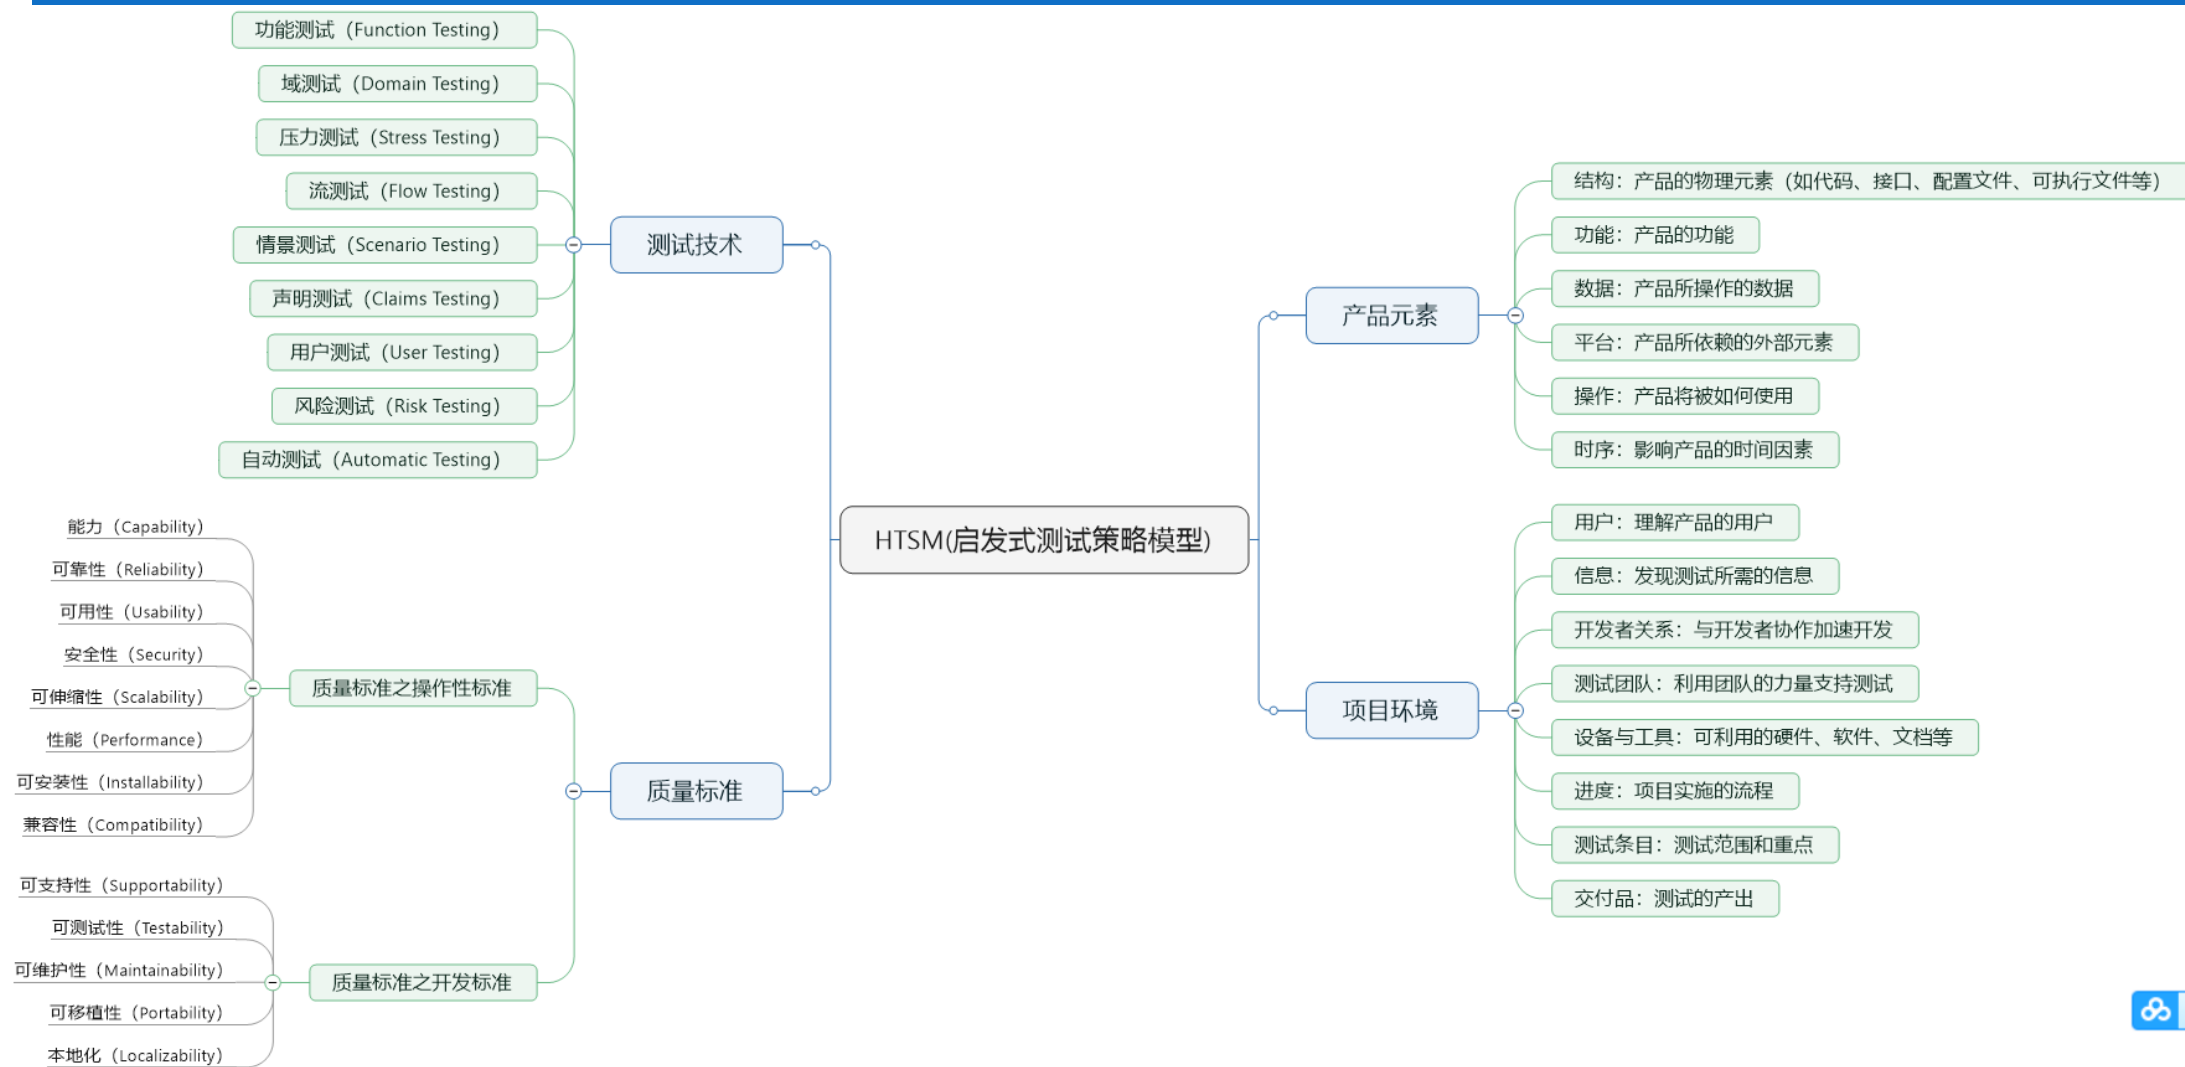 功能测试（Function Testing）
域测试（Domain Testing）
压力测试（Stress Testing）
流测试（Flow Testing）
情景测试（Scenario Testing）
声明测试（Claims Testing）
用户测试（User Testing）
风险测试（Risk Testing）
自动测试（Automatic Testing）
测试技术
能力（Capability）
可靠性（Reliability）
可用性（Usability）
安全性（Security）
可伸缩性（Scalability）
性能（Performance）
可安装性（Installability）
兼容性（Compatibility）
质量标准之操作性标准
可支持性（Supportability）
可测试性（Testability）
可维护性（Maintainability）
可移植性（Portability）
本地化（Localizability）
质量标准之开发标准
质量标准
HTSM(启发式测试策略模型)
产品元素
结构：产品的物理元素（如代码、接口、配置文件、可执行文件等）
功能：产品的功能
数据：产品所操作的数据
平台：产品所依赖的外部元素
操作：产品将被如何使用
时序：影响产品的时间因素
项目环境
用户：理解产品的用户
信息：发现测试所需的信息
开发者关系：与开发者协作加速开发
测试团队：利用团队的力量支持测试
设备与工具：可利用的硬件、软件、文档等
进度：项目实施的流程
测试条目：测试范围和重点
交付品：测试的产出